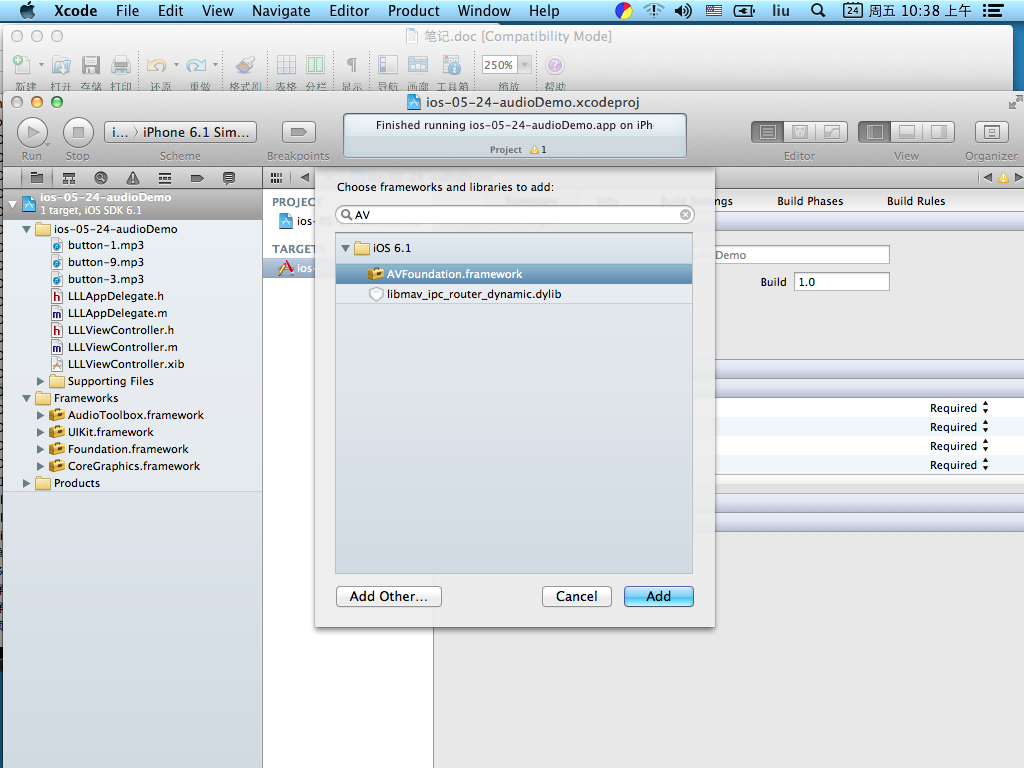 Xcode File Edit View Navigate Editor Product Window Help liu 24 周五 10:38 上午
笔记.doc [Compatibility Mode]
250%
新建 打开 存储 打印 还原 重做 格式刷 表格 分栏 显示 导航 画廊 工具箱 缩放 帮助
ios-05-24-audioDemo.xcodeproj
i... iPhone 6.1 Sim...
Finished running ios-05-24-audioDemo.app on iPh
Project 1
Run Stop Scheme Breakpoints Editor View Organizer
ios-05-24-audioDemo
1 target, iOS SDK 6.1
ios-05-24-audioDemo
button-1.mp3
button-9.mp3
button-3.mp3
LLLAppDelegate.h
LLLAppDelegate.m
LLLViewController.h
LLLViewController.m
LLLViewController.xib
Supporting Files
Frameworks
AudioToolbox.framework
UIKit.framework
Foundation.framework
CoreGraphics.framework
Products
PROJEC
ios-
TARGET
ios-
Choose frameworks and libraries to add:
AV
iOS 6.1
AVFoundation.framework
libmav_ipc_router_dynamic.dylib
Add Other... Cancel Add
ngs Build Phases Build Rules
Demo
Build 1.0
Required
Required
Required
Required